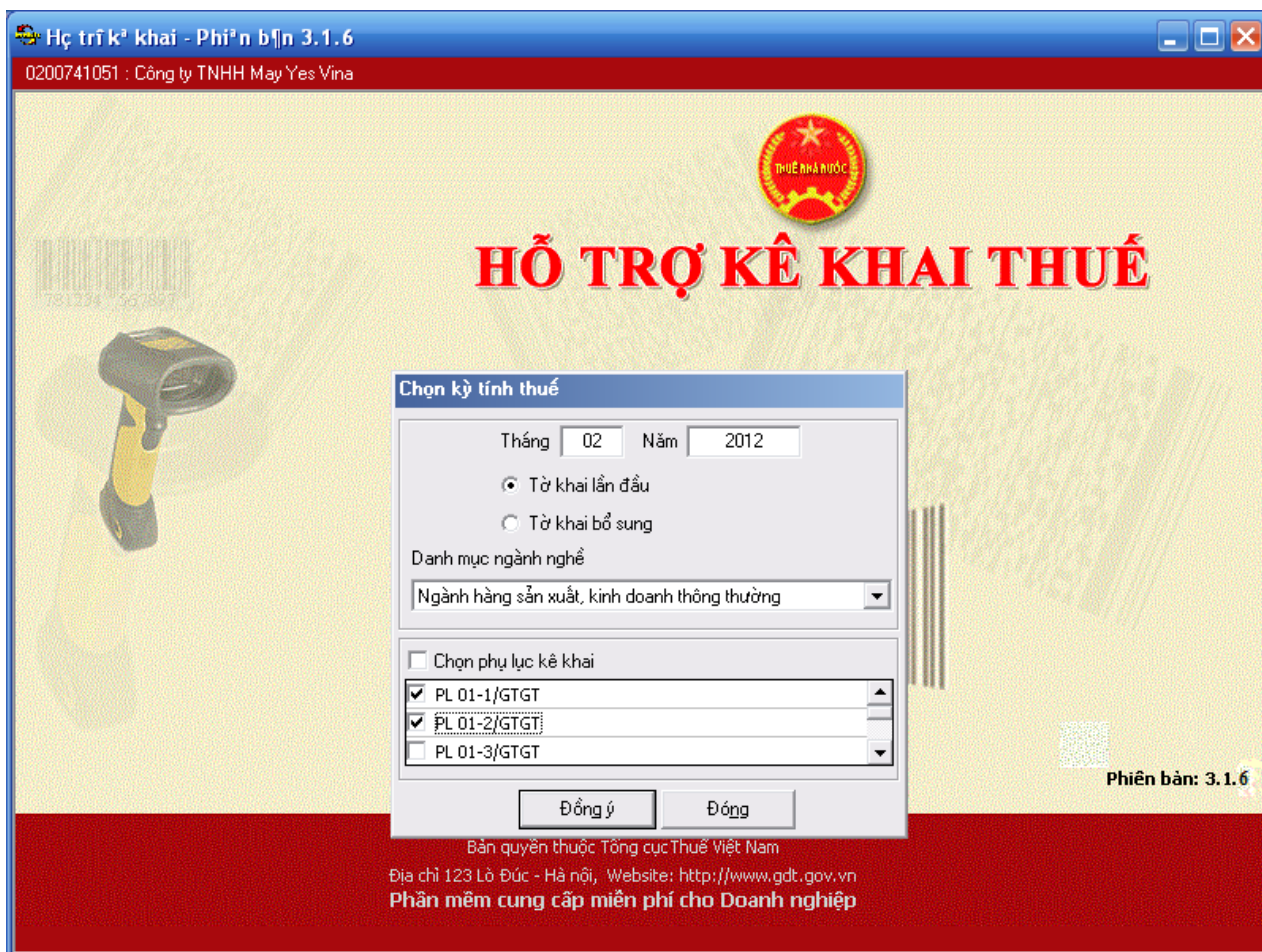 Hç trî kª khai - Phiªn b¶n 3.1.6
0200741051 : Công ty TNHH May Yes Vina
THUẾ NHÀ NƯỚC
HỖ TRỢ KÊ KHAI THUẾ
781234 567897
Chọn kỳ tính thuế
Tháng 02 Năm 2012
Tờ khai lần đầu
Tờ khai bổ sung
Danh mục ngành nghề
Ngành hàng sản xuất, kinh doanh thông thường
Chọn phụ lục kê khai
PL 01-1/GTGT
PL 01-2/GTGT
PL 01-3/GTGT
Đồng ý Đóng
Phiên bản: 3.1.6
Bản quyền thuộc Tổng cục Thuế Việt Nam
Địa chỉ 123 Lò Đúc - Hà nội, Website: http://www.gdt.gov.vn
Phần mềm cung cấp miễn phí cho Doanh nghiệp